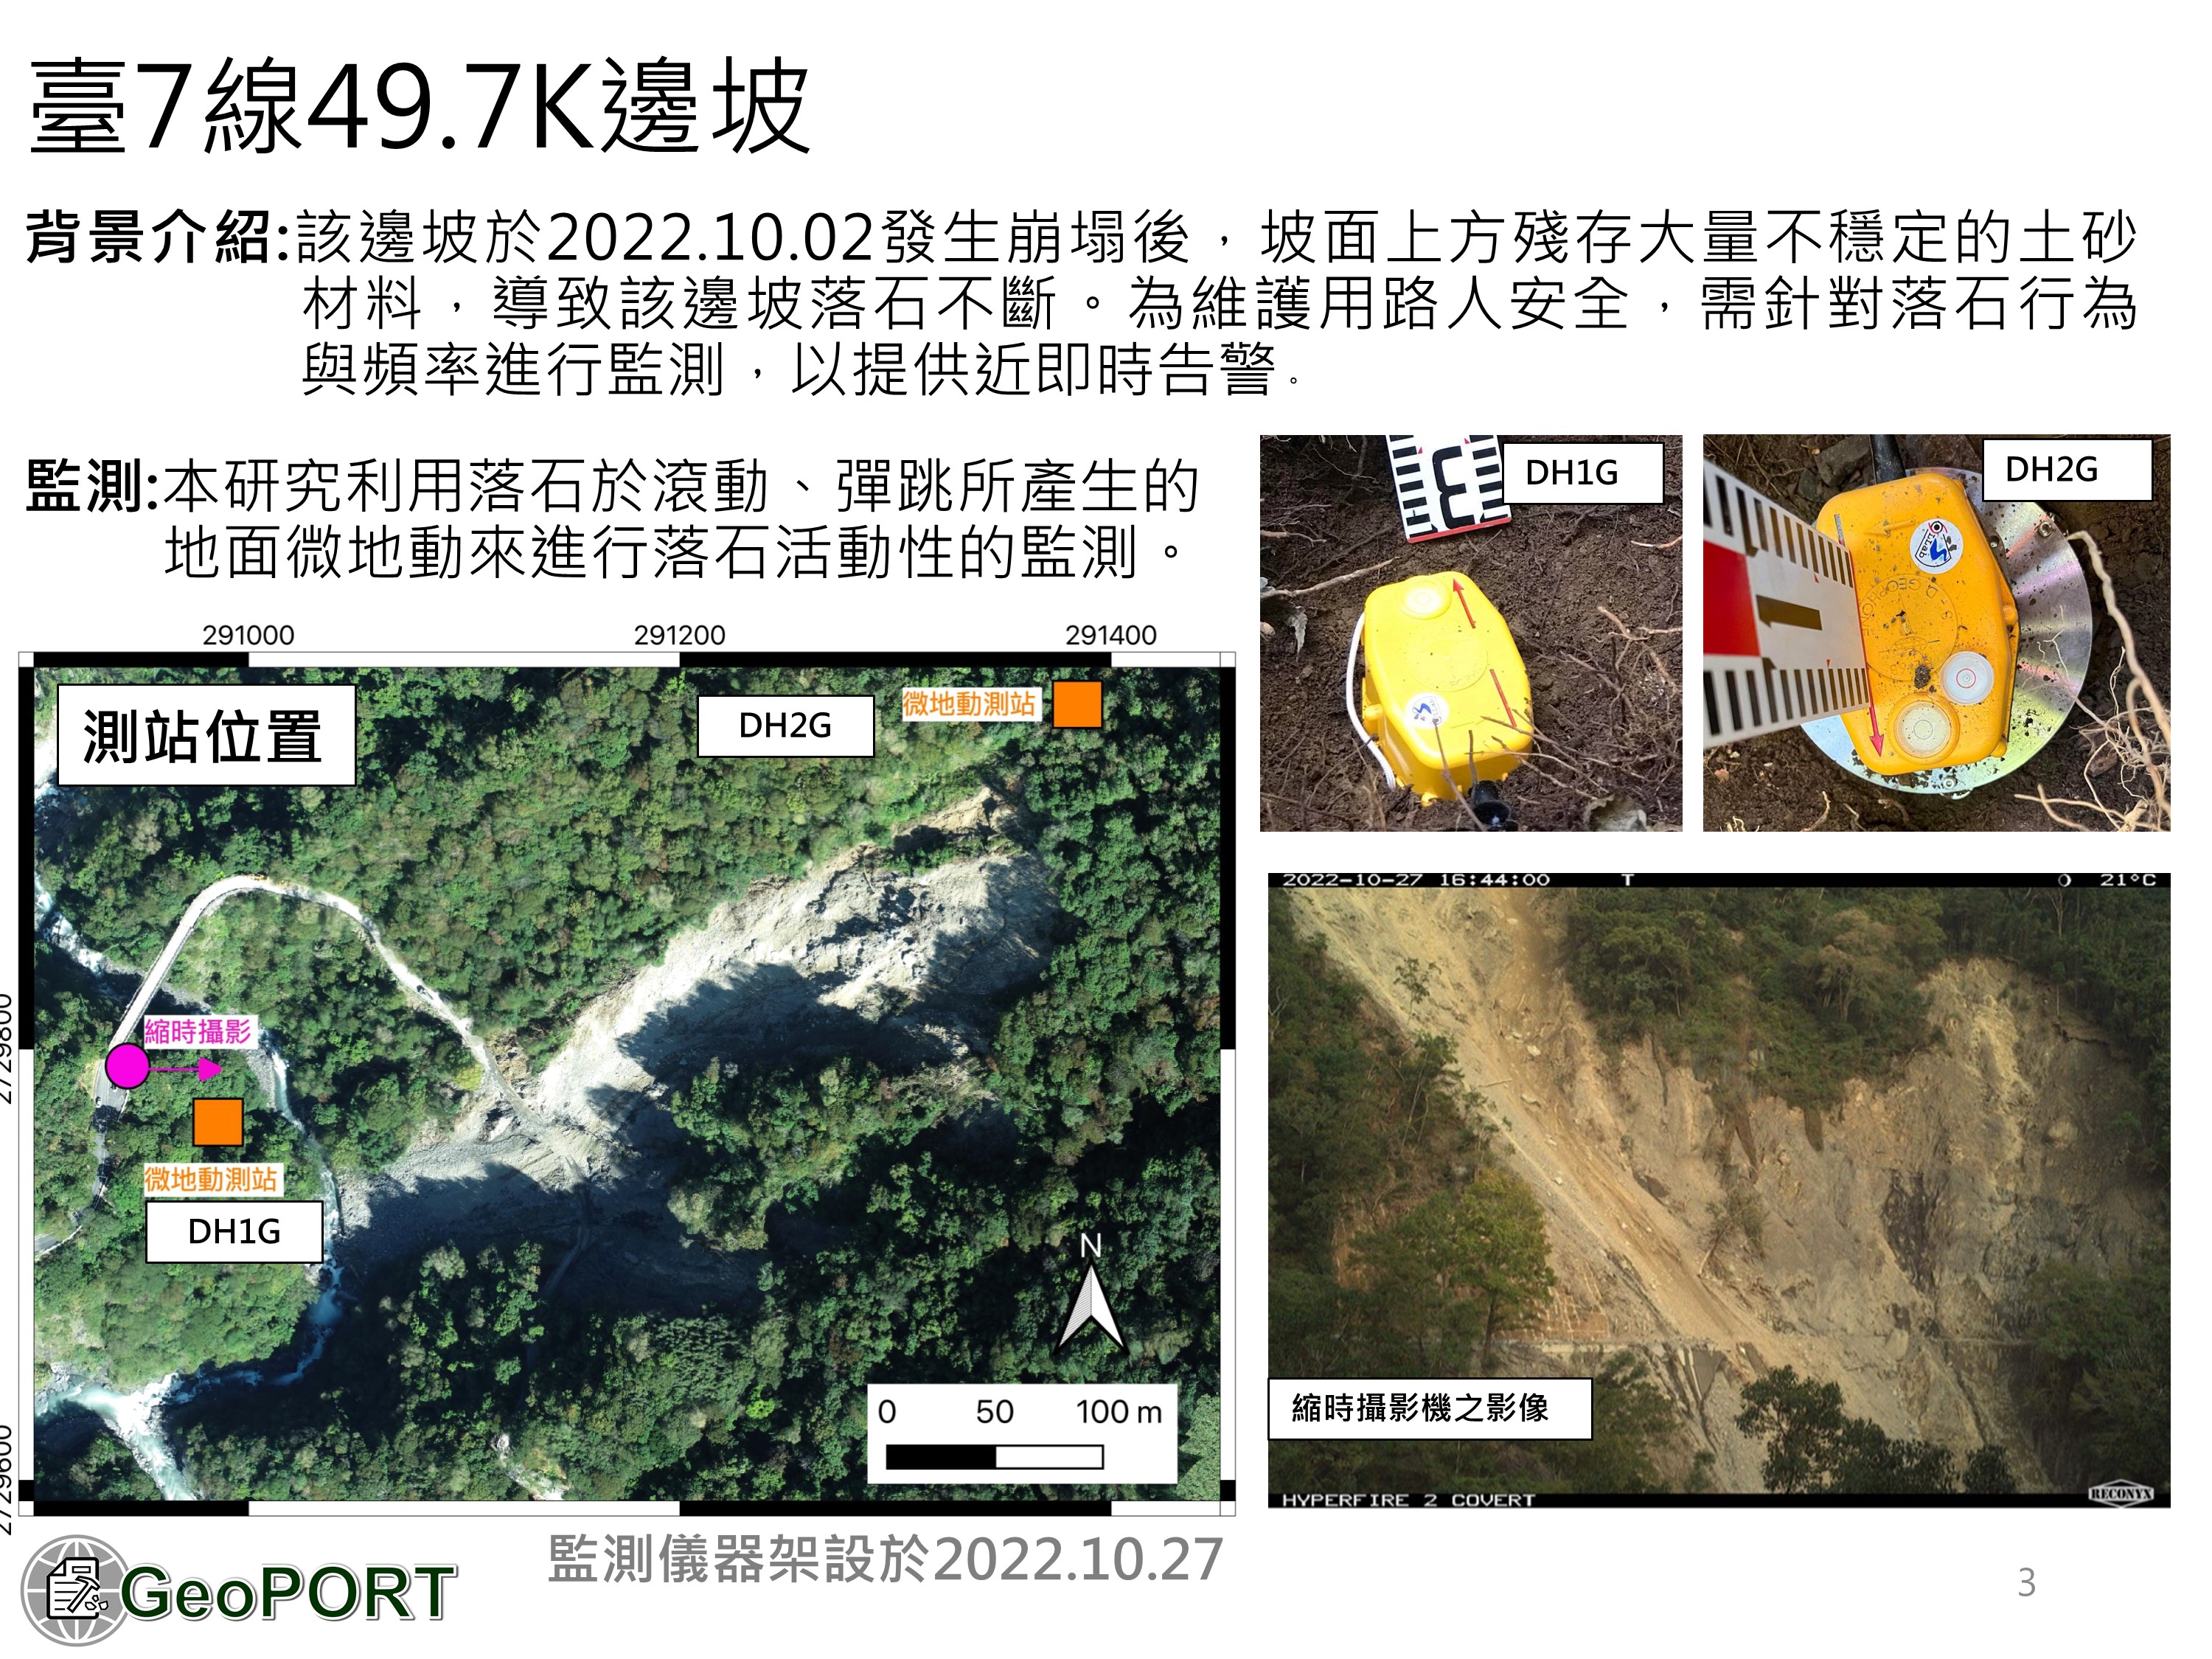 臺7線49.7K邊坡
背景介紹:該邊坡於2022.10.02發生崩塌後，坡面上方殘存大量不穩定的土砂
材料，導致該邊坡落石不斷。為維護用路人安全，需針對落石行為
與頻率進行監測，以提供近即時告警。
監測:本研究利用落石於滾動、彈跳所產生的
地面微地動來進行落石活動性的監測。
DH1G
DH2G
291000
291200
291400
測站位置
DH2G
微地動測站
2729800
縮時攝影
微地動測站
DH1G
N
0 50 100 m
2729600
2022-10-27 16:44:00 T 21°C
縮時攝影機之影像
HYPERFIRE 2 COVERT
RECONYX
監測儀器架設於2022.10.27
GeoPORT
3